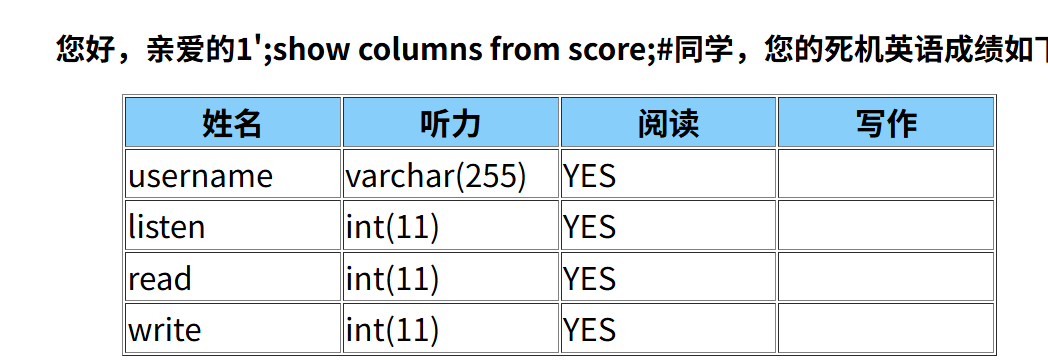 您好，亲爱的1';show columns from score;#同学，您的死机英语成绩如下
姓名 听力 阅读 写作
username varchar(255) YES
listen int(11) YES
read int(11) YES
write int(11) YES